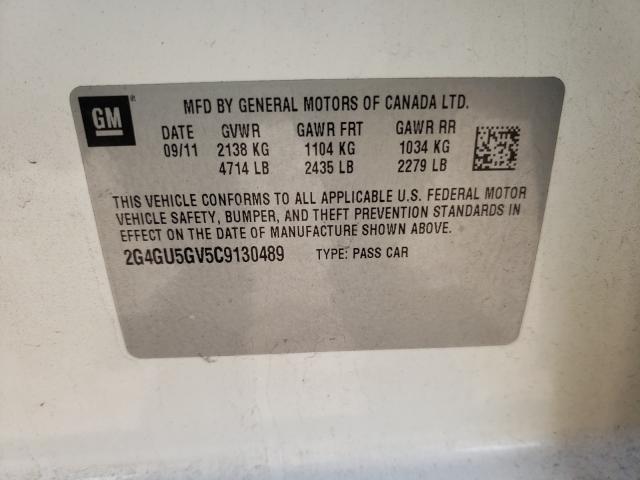 GM
MFD BY GENERAL MOTORS OF CANADA LTD.
DATE GVWR GAWR FRT GAWR RR
09/11 2138 KG 1104 KG 1034 KG
4714 LB 2435 LB 2279 LB
THIS VEHICLE CONFORMS TO ALL APPLICABLE U.S. FEDERAL MOTOR
VEHICLE SAFETY, BUMPER, AND THEFT PREVENTION STANDARDS IN
EFFECT ON THE DATE OF MANUFACTURE SHOWN ABOVE.
2G4GU5GV5C9130489 TYPE: PASS CAR